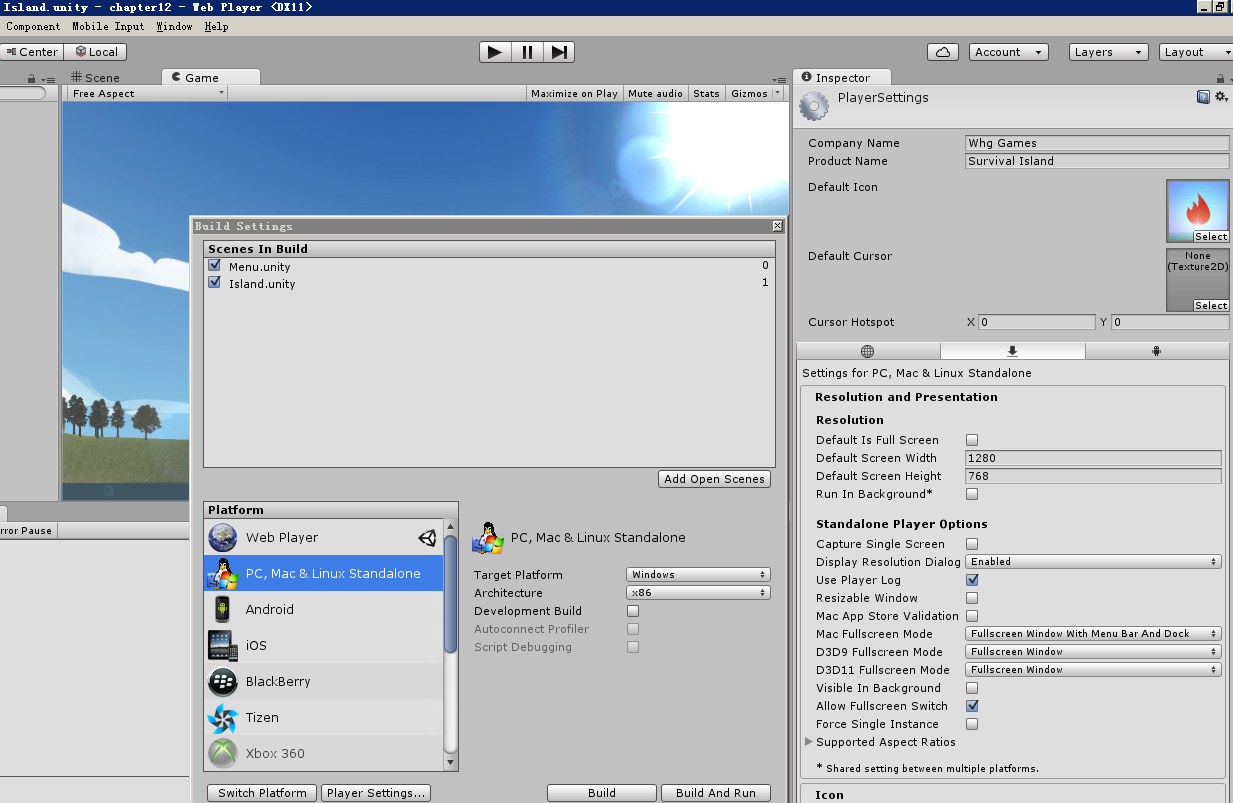 Island.unity - chapter12 - Web Player <DX11>
Component Mobile Input Window Help
Center Local
Account Layers Layout
Scene Game
Free Aspect Maximize on Play Mute audio Stats Gizmos
Error Pause
Build Settings
Scenes In Build
Menu.unity 0
Island.unity 1
Add Open Scenes
Platform
Web Player
PC, Mac & Linux Standalone
Android
iOS
BlackBerry
Tizen
Xbox 360
PC, Mac & Linux Standalone
Target Platform Windows
Architecture x86
Development Build
Autoconnect Profiler
Script Debugging
Switch Platform Player Settings... Build Build And Run
Inspector
PlayerSettings
Company Name Whg Games
Product Name Survival Island
Default Icon
Select
Default Cursor
None
(Texture2D)
Select
Cursor Hotspot X 0 Y 0
Settings for PC, Mac & Linux Standalone
Resolution and Presentation
Resolution
Default Is Full Screen
Default Screen Width 1280
Default Screen Height 768
Run In Background*
Standalone Player Options
Capture Single Screen
Display Resolution Dialog Enabled
Use Player Log
Resizable Window
Mac App Store Validation
Mac Fullscreen Mode Fullscreen Window With Menu Bar And Dock
D3D9 Fullscreen Mode Fullscreen Window
D3D11 Fullscreen Mode Fullscreen Window
Visible In Background
Allow Fullscreen Switch
Force Single Instance
Supported Aspect Ratios
* Shared setting between multiple platforms.
Icon